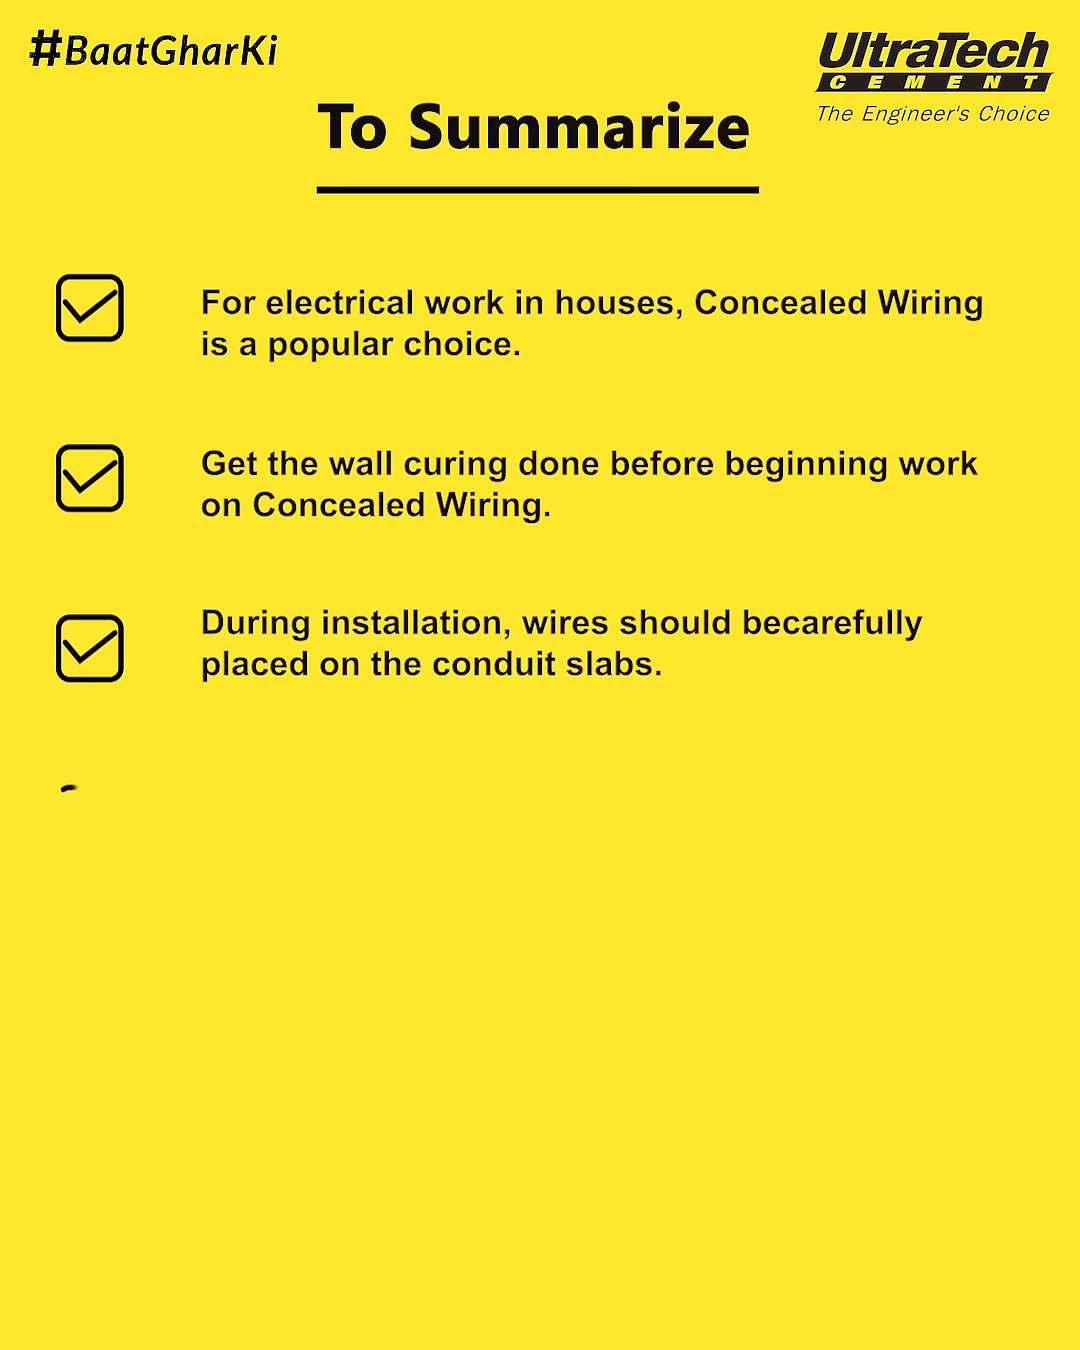 #BaatGharKi
UltraTech
CEMENT
The Engineer's Choice
To Summarize
For electrical work in houses, Concealed Wiring
is a popular choice.
Get the wall curing done before beginning work
on Concealed Wiring.
During installation, wires should becarefully
placed on the conduit slabs.